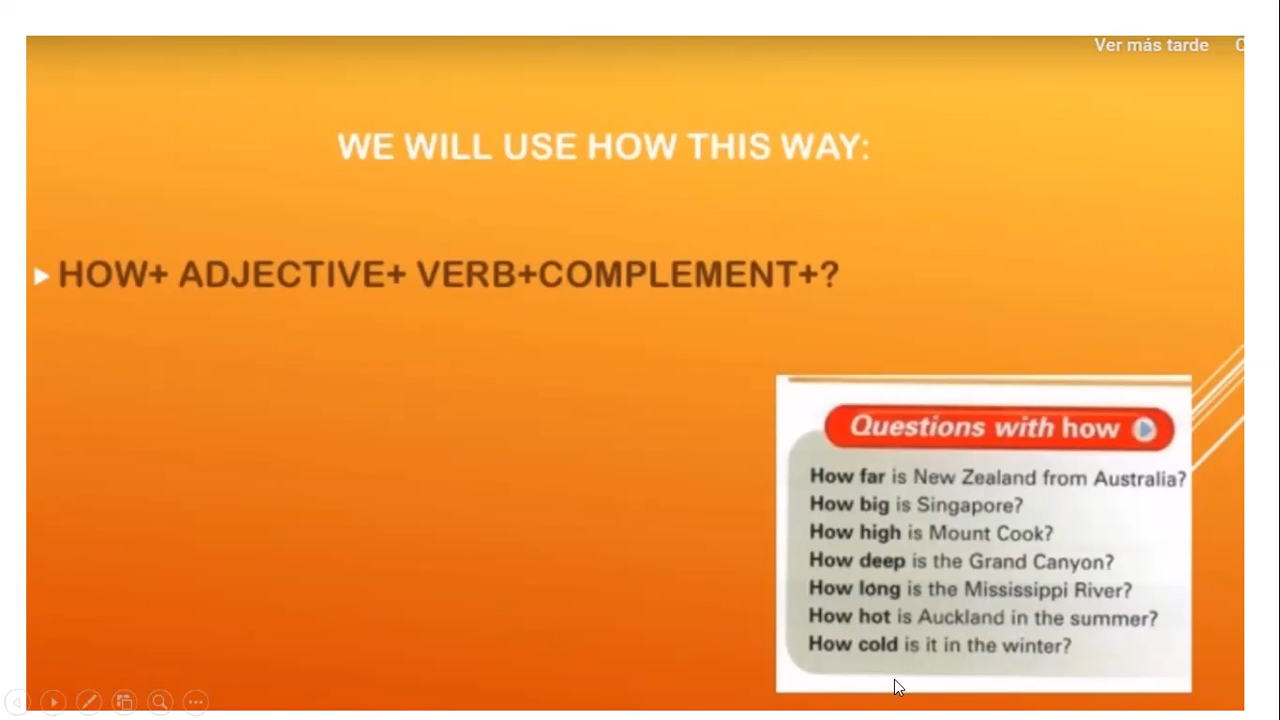 Ver más tarde
WE WILL USE HOW THIS WAY:
HOW+ ADJECTIVE+ VERB+COMPLEMENT+?
Questions with how
How far is New Zealand from Australia?
How big is Singapore?
How high is Mount Cook?
How deep is the Grand Canyon?
How long is the Mississippi River?
How hot is Auckland in the summer?
How cold is it in the winter?